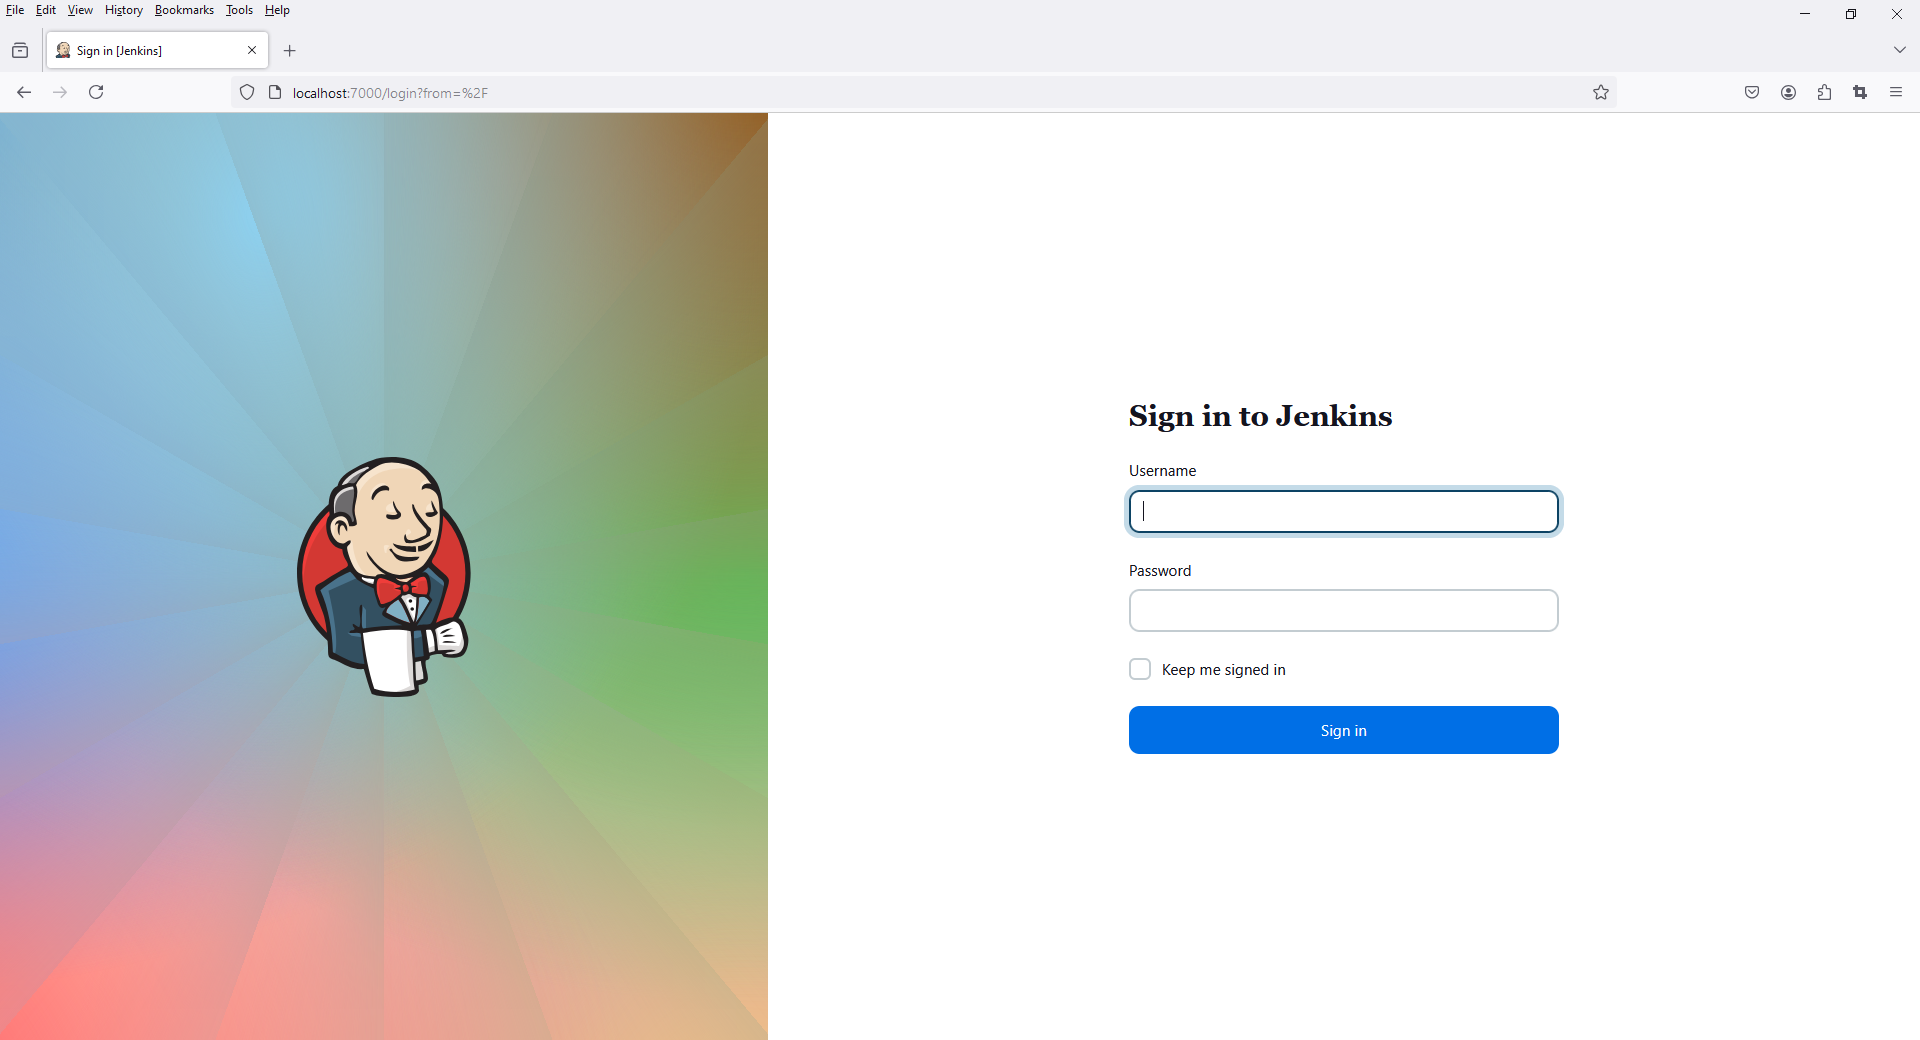 File Edit View History Bookmarks Tools Help
Sign in [Jenkins]
localhost:7000/login?from=%2F
Sign in to Jenkins
Username
Password
Keep me signed in
Sign in